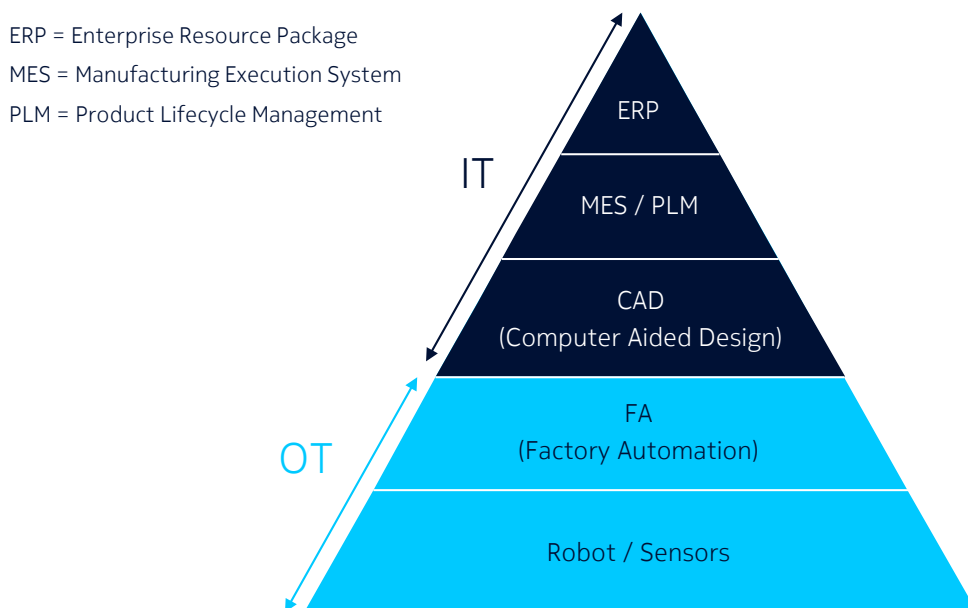 ERP = Enterprise Resource Package
MES = Manufacturing Execution System
PLM = Product Lifecycle Management
ERP
IT
MES / PLM
CAD
(Computer Aided Design)
FA
(Factory Automation)
OT
Robot / Sensors